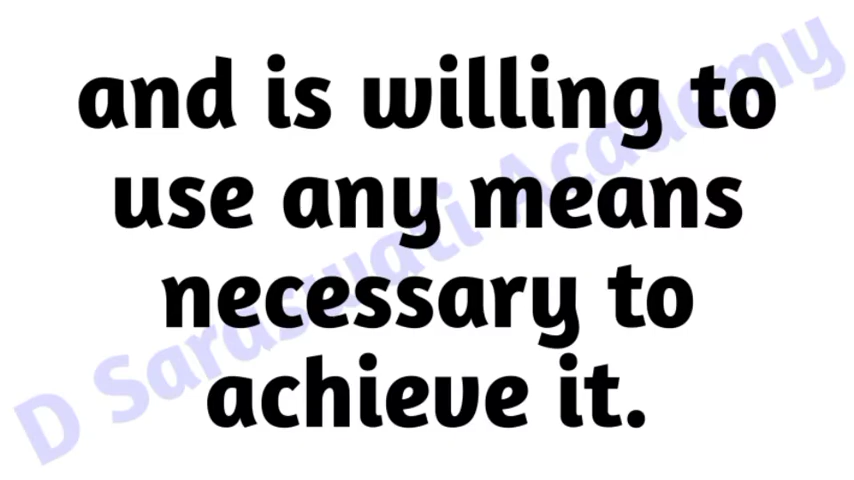 and is willing to
use any means
necessary to
achieve it.
D Saraswati Academy